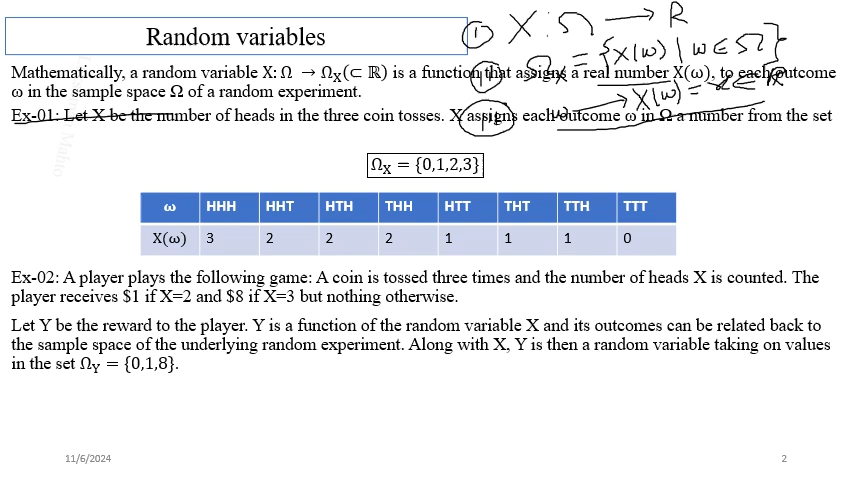 Random variables
① X : Ω → R
Mathematically, a random variable X: Ω → Ωₓ(⊂ ℝ) is a function that assigns a real number X(ω), to each outcome
ω in the sample space Ω of a random experiment.
Ⅱ Ωₓ = {X(ω) | ω ∈ Ω}
Ⅲ ω → X(ω) = x ∈ ℝ
Ex-01: Let X be the number of heads in the three coin tosses. X assigns each outcome ω in Ω a number from the set
Ωₓ = {0,1,2,3}
ω HHH HHT HTH THH HTT THT TTH TTT
X(ω) 3 2 2 2 1 1 1 0
Ex-02: A player plays the following game: A coin is tossed three times and the number of heads X is counted. The
player receives $1 if X=2 and $8 if X=3 but nothing otherwise.
Let Y be the reward to the player. Y is a function of the random variable X and its outcomes can be related back to
the sample space of the underlying random experiment. Along with X, Y is then a random variable taking on values
in the set Ω_Y = {0,1,8}.
11/6/2024
2